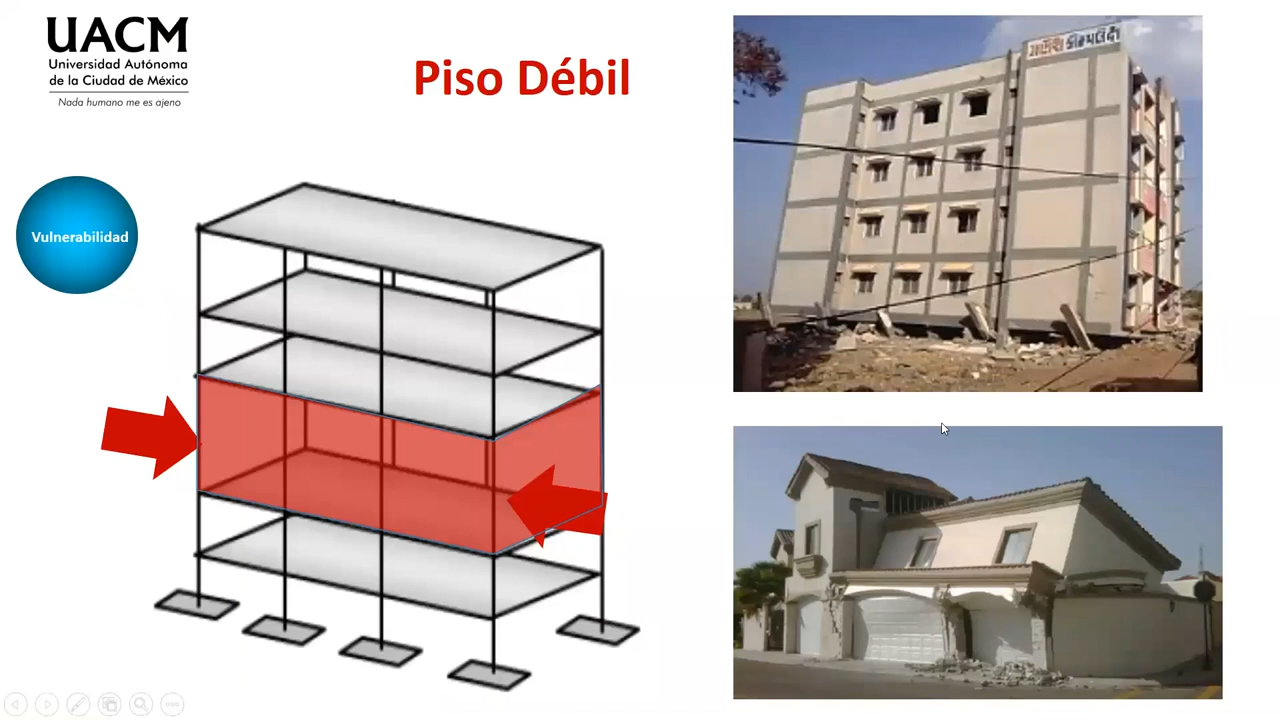 UACM
Universidad Autónoma
de la Ciudad de México
Nada humano me es ajeno
Piso Débil
Vulnerabilidad